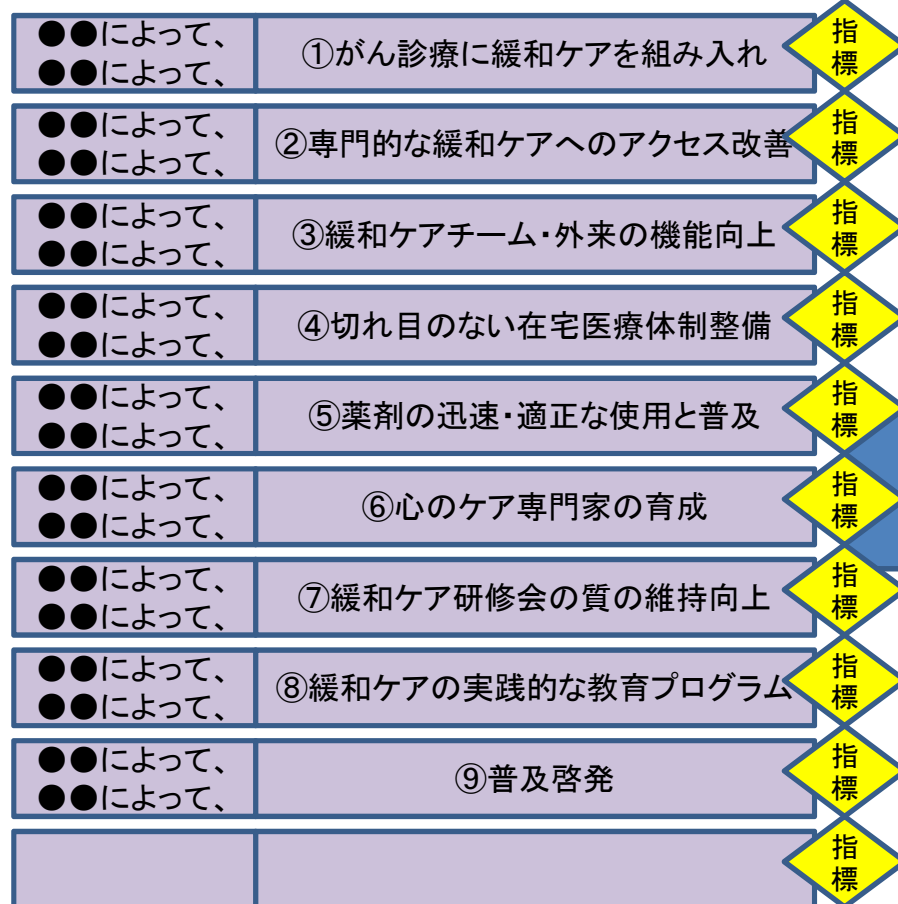 ●●によって、
●●によって、
①がん診療に緩和ケアを組み入れ
指
標
●●によって、
●●によって、
②専門的な緩和ケアへのアクセス改善
指
標
●●によって、
●●によって、
③緩和ケアチーム・外来の機能向上
指
標
●●によって、
●●によって、
④切れ目のない在宅医療体制整備
指
標
●●によって、
●●によって、
⑤薬剤の迅速・適正な使用と普及
指
標
●●によって、
●●によって、
⑥心のケア専門家の育成
指
標
●●によって、
●●によって、
⑦緩和ケア研修会の質の維持向上
指
標
●●によって、
●●によって、
⑧緩和ケアの実践的な教育プログラム
指
標
●●によって、
●●によって、
⑨普及啓発
指
標
指
標